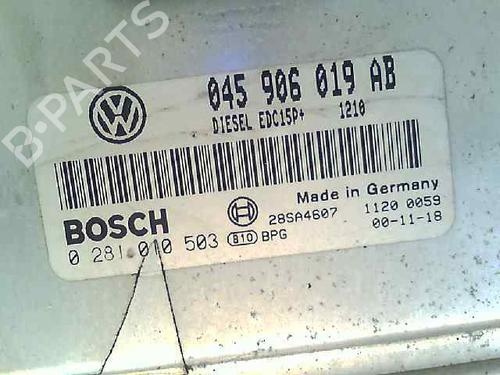 B-PARTS
045 906 019 AB
DIESEL EDC15P+ 1210
Made in Germany
BOSCH 28SA4607 1120 0059
0 281 010 503 810 BPG 00-11-18